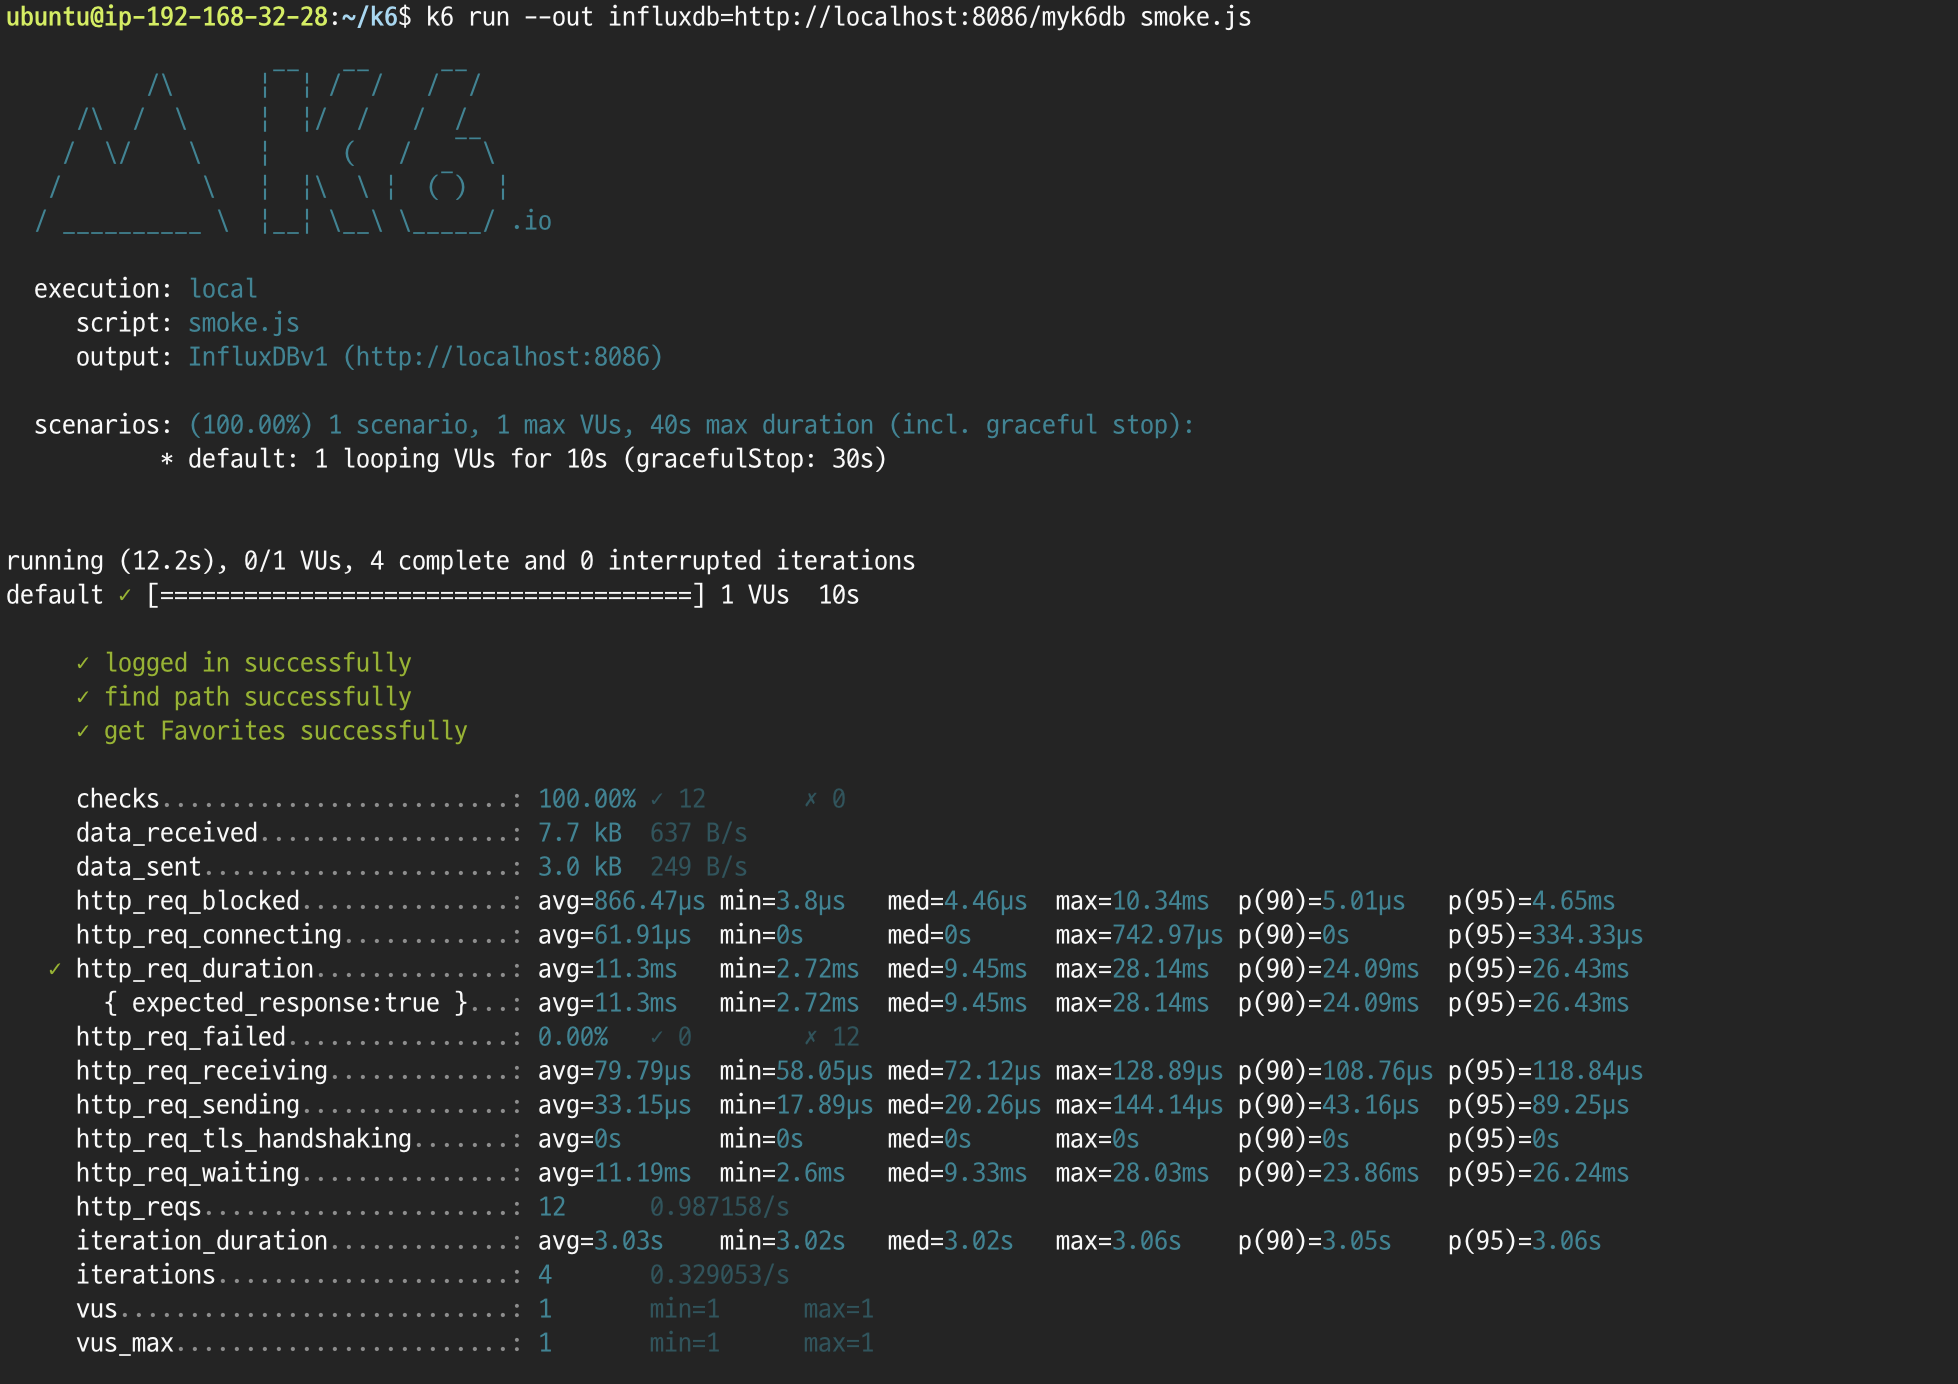 ubuntu@ip-192-168-32-28:~/k6$ k6 run --out influxdb=http://localhost:8086/myk6db smoke.js
.io
execution: local
script: smoke.js
output: InfluxDBv1 (http://localhost:8086)
scenarios: (100.00%) 1 scenario, 1 max VUs, 40s max duration (incl. graceful stop):
* default: 1 looping VUs for 10s (gracefulStop: 30s)
running (12.2s), 0/1 VUs, 4 complete and 0 interrupted iterations
default ✓ [======================================] 1 VUs  10s
✓ logged in successfully
✓ find path successfully
✓ get Favorites successfully
checks.........................: 100.00% ✓ 12       ✗ 0
data_received..................: 7.7 kB  637 B/s
data_sent......................: 3.0 kB  249 B/s
http_req_blocked...............: avg=866.47µs min=3.8µs   med=4.46µs  max=10.34ms  p(90)=5.01µs   p(95)=4.65ms
http_req_connecting............: avg=61.91µs  min=0s      med=0s      max=742.97µs p(90)=0s       p(95)=334.33µs
✓ http_req_duration..............: avg=11.3ms   min=2.72ms  med=9.45ms  max=28.14ms  p(90)=24.09ms  p(95)=26.43ms
{ expected_response:true }...: avg=11.3ms   min=2.72ms  med=9.45ms  max=28.14ms  p(90)=24.09ms  p(95)=26.43ms
http_req_failed................: 0.00%   ✓ 0        ✗ 12
http_req_receiving.............: avg=79.79µs  min=58.05µs med=72.12µs max=128.89µs p(90)=108.76µs p(95)=118.84µs
http_req_sending...............: avg=33.15µs  min=17.89µs med=20.26µs max=144.14µs p(90)=43.16µs  p(95)=89.25µs
http_req_tls_handshaking.......: avg=0s       min=0s      med=0s      max=0s       p(90)=0s       p(95)=0s
http_req_waiting...............: avg=11.19ms  min=2.6ms   med=9.33ms  max=28.03ms  p(90)=23.86ms  p(95)=26.24ms
http_reqs......................: 12      0.987158/s
iteration_duration.............: avg=3.03s    min=3.02s   med=3.02s   max=3.06s    p(90)=3.05s    p(95)=3.06s
iterations.....................: 4       0.329053/s
vus............................: 1       min=1      max=1
vus_max........................: 1       min=1      max=1